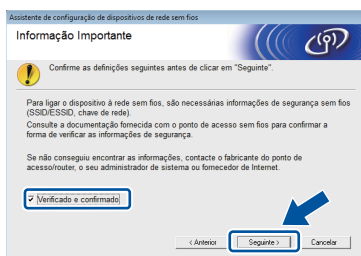 Assistente de configuração de dispositivos de rede sem fios
Informação Importante
Confirme as definições seguintes antes de clicar em "Seguinte".
Para ligar o dispositivo à rede sem fios, são necessárias informações de segurança sem fios
(SSID/ESSID, chave de rede).
Consulte a documentação fornecida com o ponto de acesso sem fios para confirmar a
forma de verificar as informações de segurança.
Se não conseguiu encontrar as informações, contacte o fabricante do ponto de
acesso/router, o seu administrador de sistema ou fornecedor de Internet.
Verificado e confirmado
< Anterior
Seguinte >
Cancelar